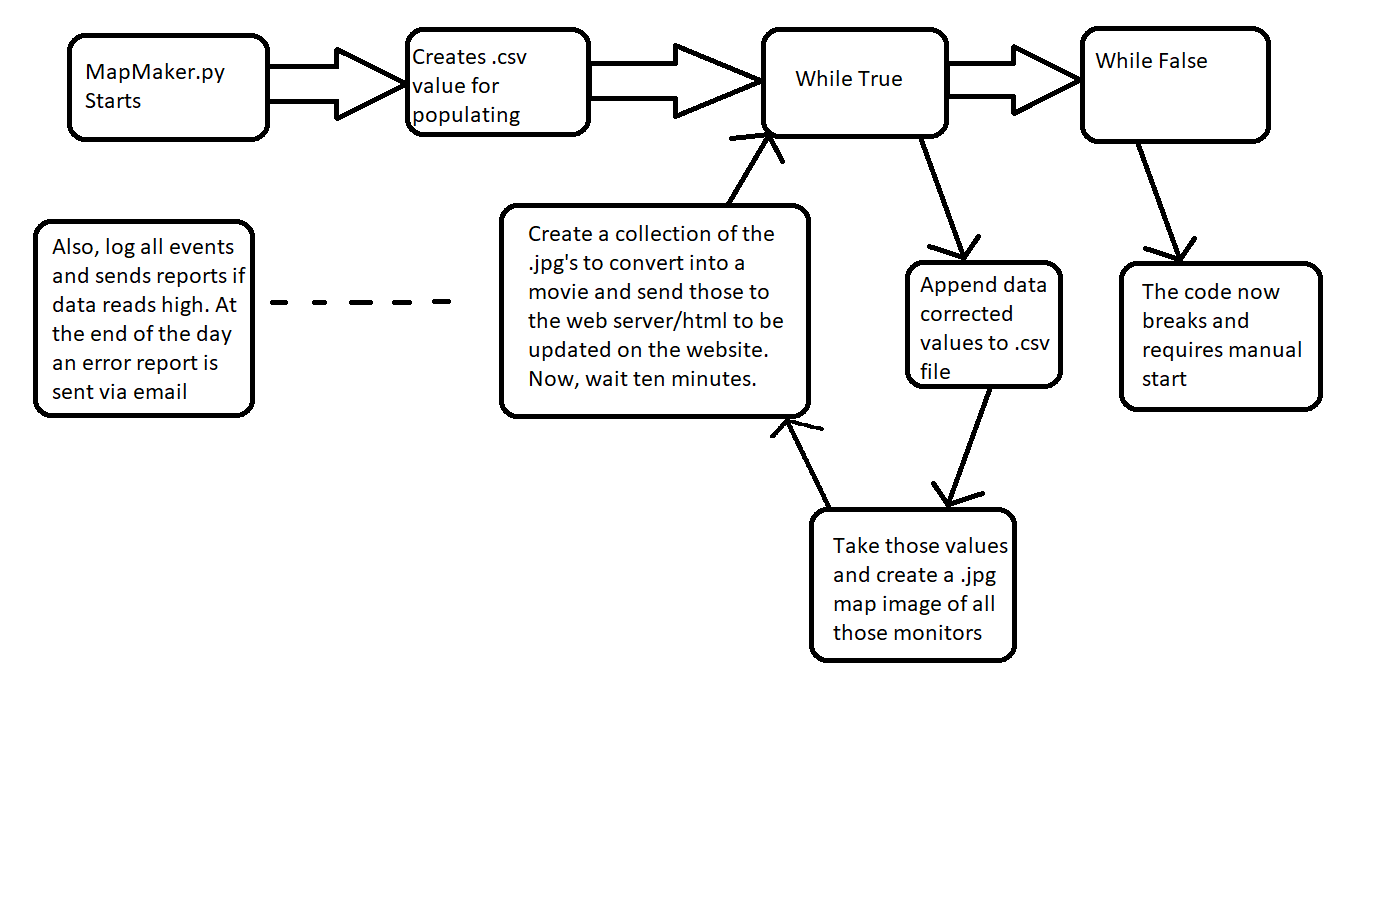 MapMaker.py
Starts
Creates .csv
value for
populating
While True
While False
Also, log all events
and sends reports if
data reads high. At
the end of the day
an error report is
sent via email
Create a collection of the
.jpg's to convert into a
movie and send those to
the web server/html to be
updated on the website.
Now, wait ten minutes.
Append data
corrected
values to .csv
file
The code now
breaks and
requires manual
start
Take those values
and create a .jpg
map image of all
those monitors